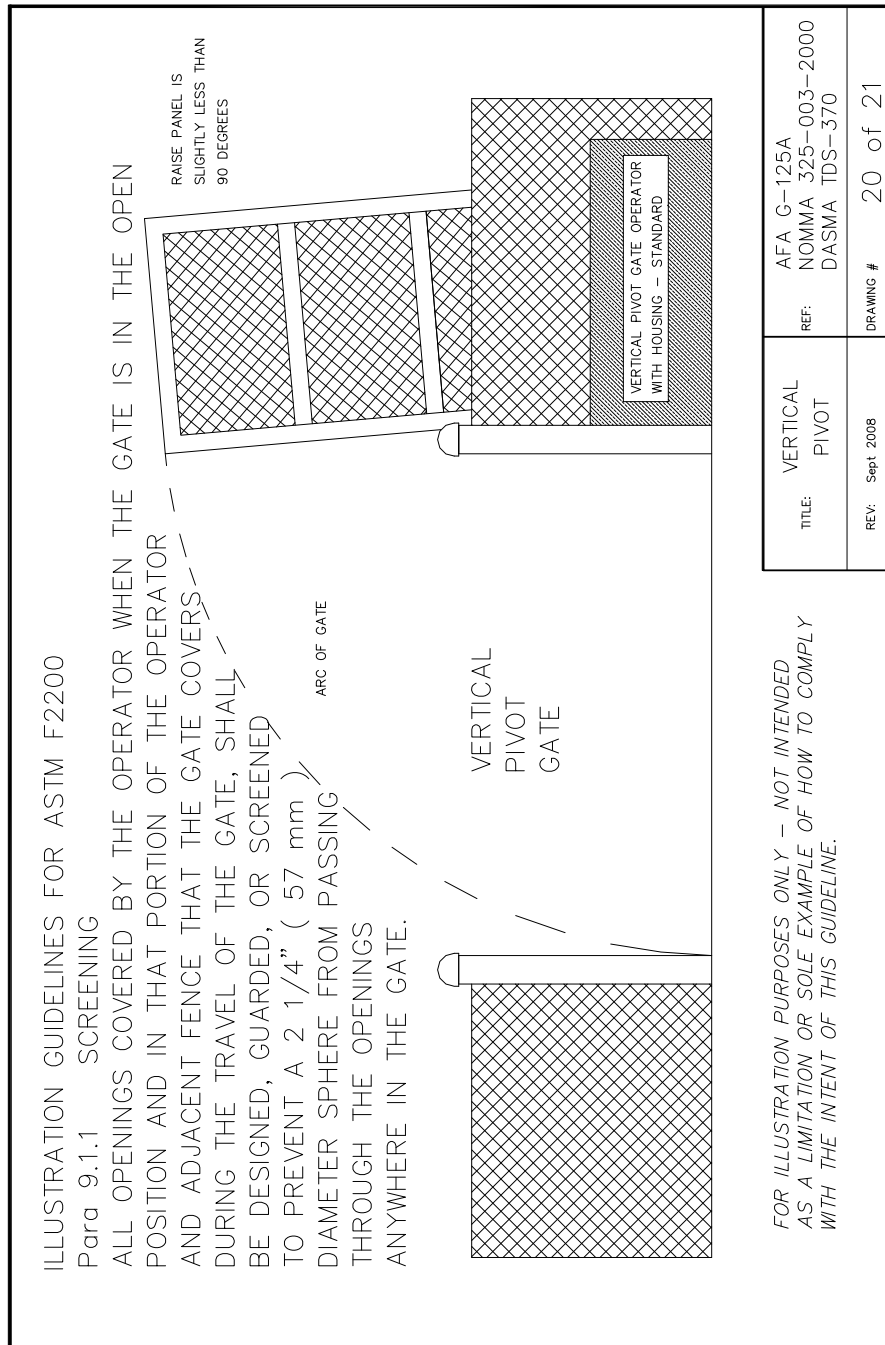 ILLUSTRATION GUIDELINES FOR ASTM F2200
Para 9.1.1 SCREENING
ALL OPENINGS COVERED BY THE OPERATOR WHEN THE GATE IS IN THE OPEN
POSITION AND IN THAT PORTION OF THE OPERATOR
AND ADJACENT FENCE THAT THE GATE COVERS
DURING THE TRAVEL OF THE GATE, SHALL
BE DESIGNED, GUARDED, OR SCREENED
TO PREVENT A 2 1/4" ( 57 mm )
DIAMETER SPHERE FROM PASSING
THROUGH THE OPENINGS
ANYWHERE IN THE GATE.
RAISE PANEL IS
SLIGHTLY LESS THAN
90 DEGREES
ARC OF GATE
VERTICAL
PIVOT
GATE
VERTICAL PIVOT GATE OPERATOR
WITH HOUSING – STANDARD
FOR ILLUSTRATION PURPOSES ONLY – NOT INTENDED
AS A LIMITATION OR SOLE EXAMPLE OF HOW TO COMPLY
WITH THE INTENT OF THIS GUIDELINE.
TITLE: VERTICAL
PIVOT
REF: AFA G–125A
NOMMA 325–003–2000
DASMA TDS–370
REV: Sept 2008
DRAWING # 20 of 21